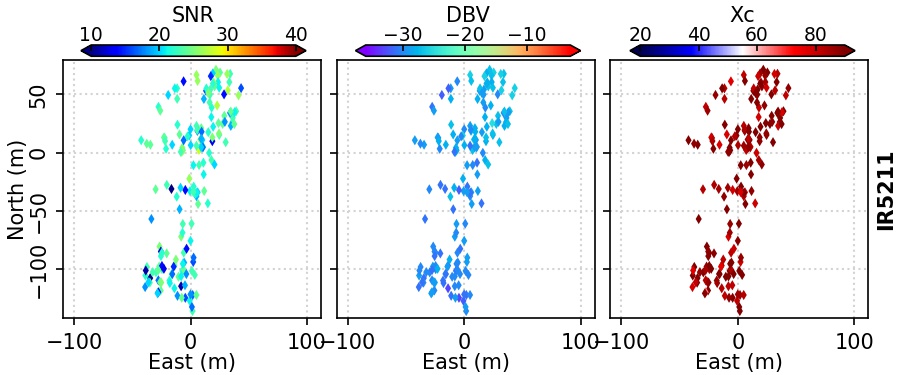 SNR DBV Xc
10 20 30 40 −30 −20 −10 20 40 60 80
North (m)
50
0
−50
−100
−100 0 100 −100 0 100 −100 0 100
East (m) East (m) East (m)
IR5211